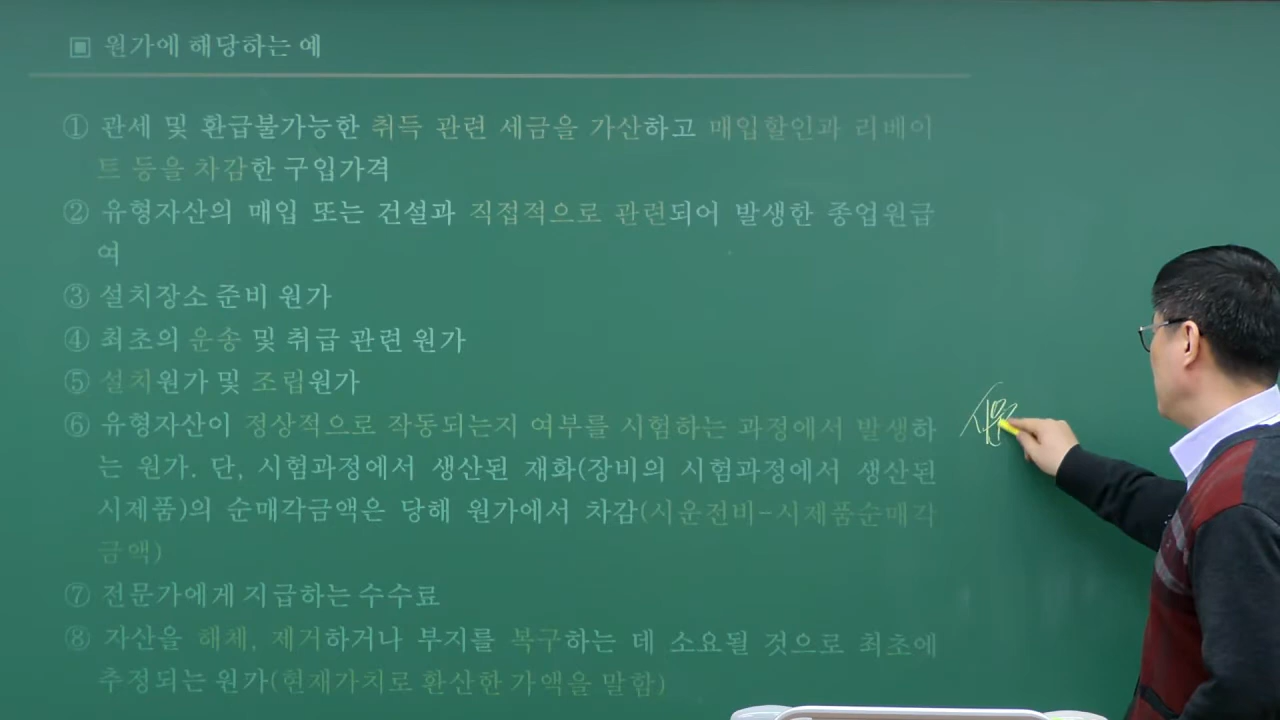 ▣ 원가에 해당하는 예
① 관세 및 환급불가능한 취득 관련 세금을 가산하고 매입할인과 리베이
트 등을 차감한 구입가격
② 유형자산의 매입 또는 건설과 직접적으로 관련되어 발생한 종업원급
여
③ 설치장소 준비 원가
④ 최초의 운송 및 취급 관련 원가
⑤ 설치원가 및 조립원가
⑥ 유형자산이 정상적으로 작동되는지 여부를 시험하는 과정에서 발생하
는 원가. 단, 시험과정에서 생산된 재화(장비의 시험과정에서 생산된
시제품)의 순매각금액은 당해 원가에서 차감(시운전비-시제품순매각
금액)
⑦ 전문가에게 지급하는 수수료
⑧ 자산을 해체, 제거하거나 부지를 복구하는 데 소요될 것으로 최초에
추정되는 원가(현재가치로 환산한 가액을 말함)